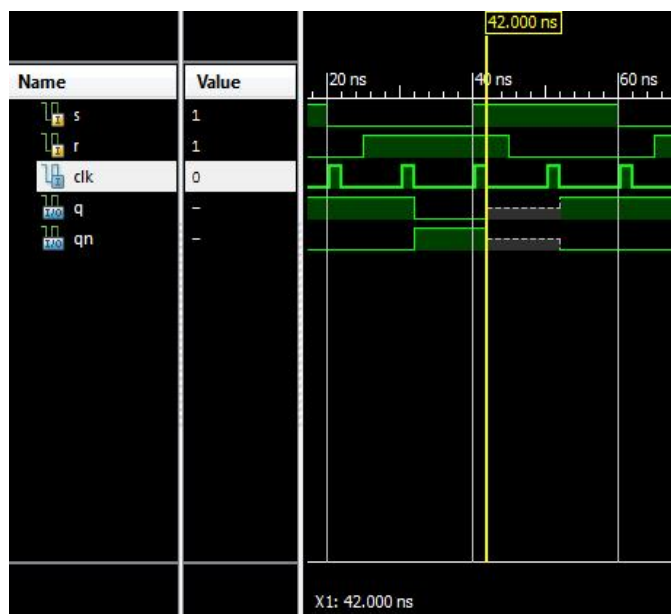 42.000 ns
Name Value
20 ns 40 ns 60 ns
s 1
r 1
clk 0
q –
qn –
X1: 42.000 ns